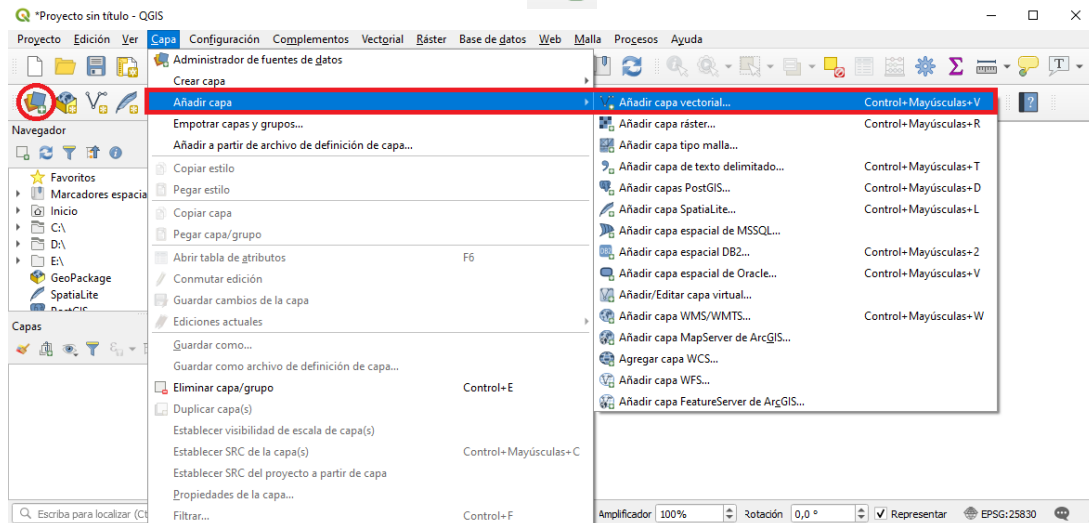 *Proyecto sin título - QGIS
Proyecto Edición Ver Capa Configuración Complementos Vectorial Ráster Base de datos Web Malla Procesos Ayuda
Administrador de fuentes de datos
Crear capa
Añadir capa
Empotrar capas y grupos...
Añadir a partir de archivo de definición de capa...
Copiar estilo
Pegar estilo
Copiar capa
Pegar capa/grupo
Abrir tabla de atributos F6
Conmutar edición
Guardar cambios de la capa
Ediciones actuales
Guardar como...
Guardar como archivo de definición de capa...
Eliminar capa/grupo Control+E
Duplicar capa(s)
Establecer visibilidad de escala de capa(s)
Establecer SRC de la capa(s) Control+Mayúsculas+C
Establecer SRC del proyecto a partir de capa
Propiedades de la capa...
Filtrar... Control+F
Añadir capa vectorial... Control+Mayúsculas+V
Añadir capa ráster... Control+Mayúsculas+R
Añadir capa tipo malla...
Añadir capa de texto delimitado... Control+Mayúsculas+T
Añadir capas PostGIS... Control+Mayúsculas+D
Añadir capa SpatiaLite... Control+Mayúsculas+L
Añadir capa espacial de MSSQL...
Añadir capa espacial DB2... Control+Mayúsculas+2
Añadir capa espacial de Oracle... Control+Mayúsculas+V
Añadir/Editar capa virtual...
Añadir capa WMS/WMTS... Control+Mayúsculas+W
Añadir capa MapServer de ArcGIS...
Agregar capa WCS...
Añadir capa WFS...
Añadir capa FeatureServer de ArcGIS...
Navegador
Favoritos
Marcadores espacia
Inicio
C:\
D:\
E:\
GeoPackage
SpatiaLite
PostGIS
Capas
Escriba para localizar (Ct
Amplificador 100% Rotación 0,0 ° Representar EPSG:25830